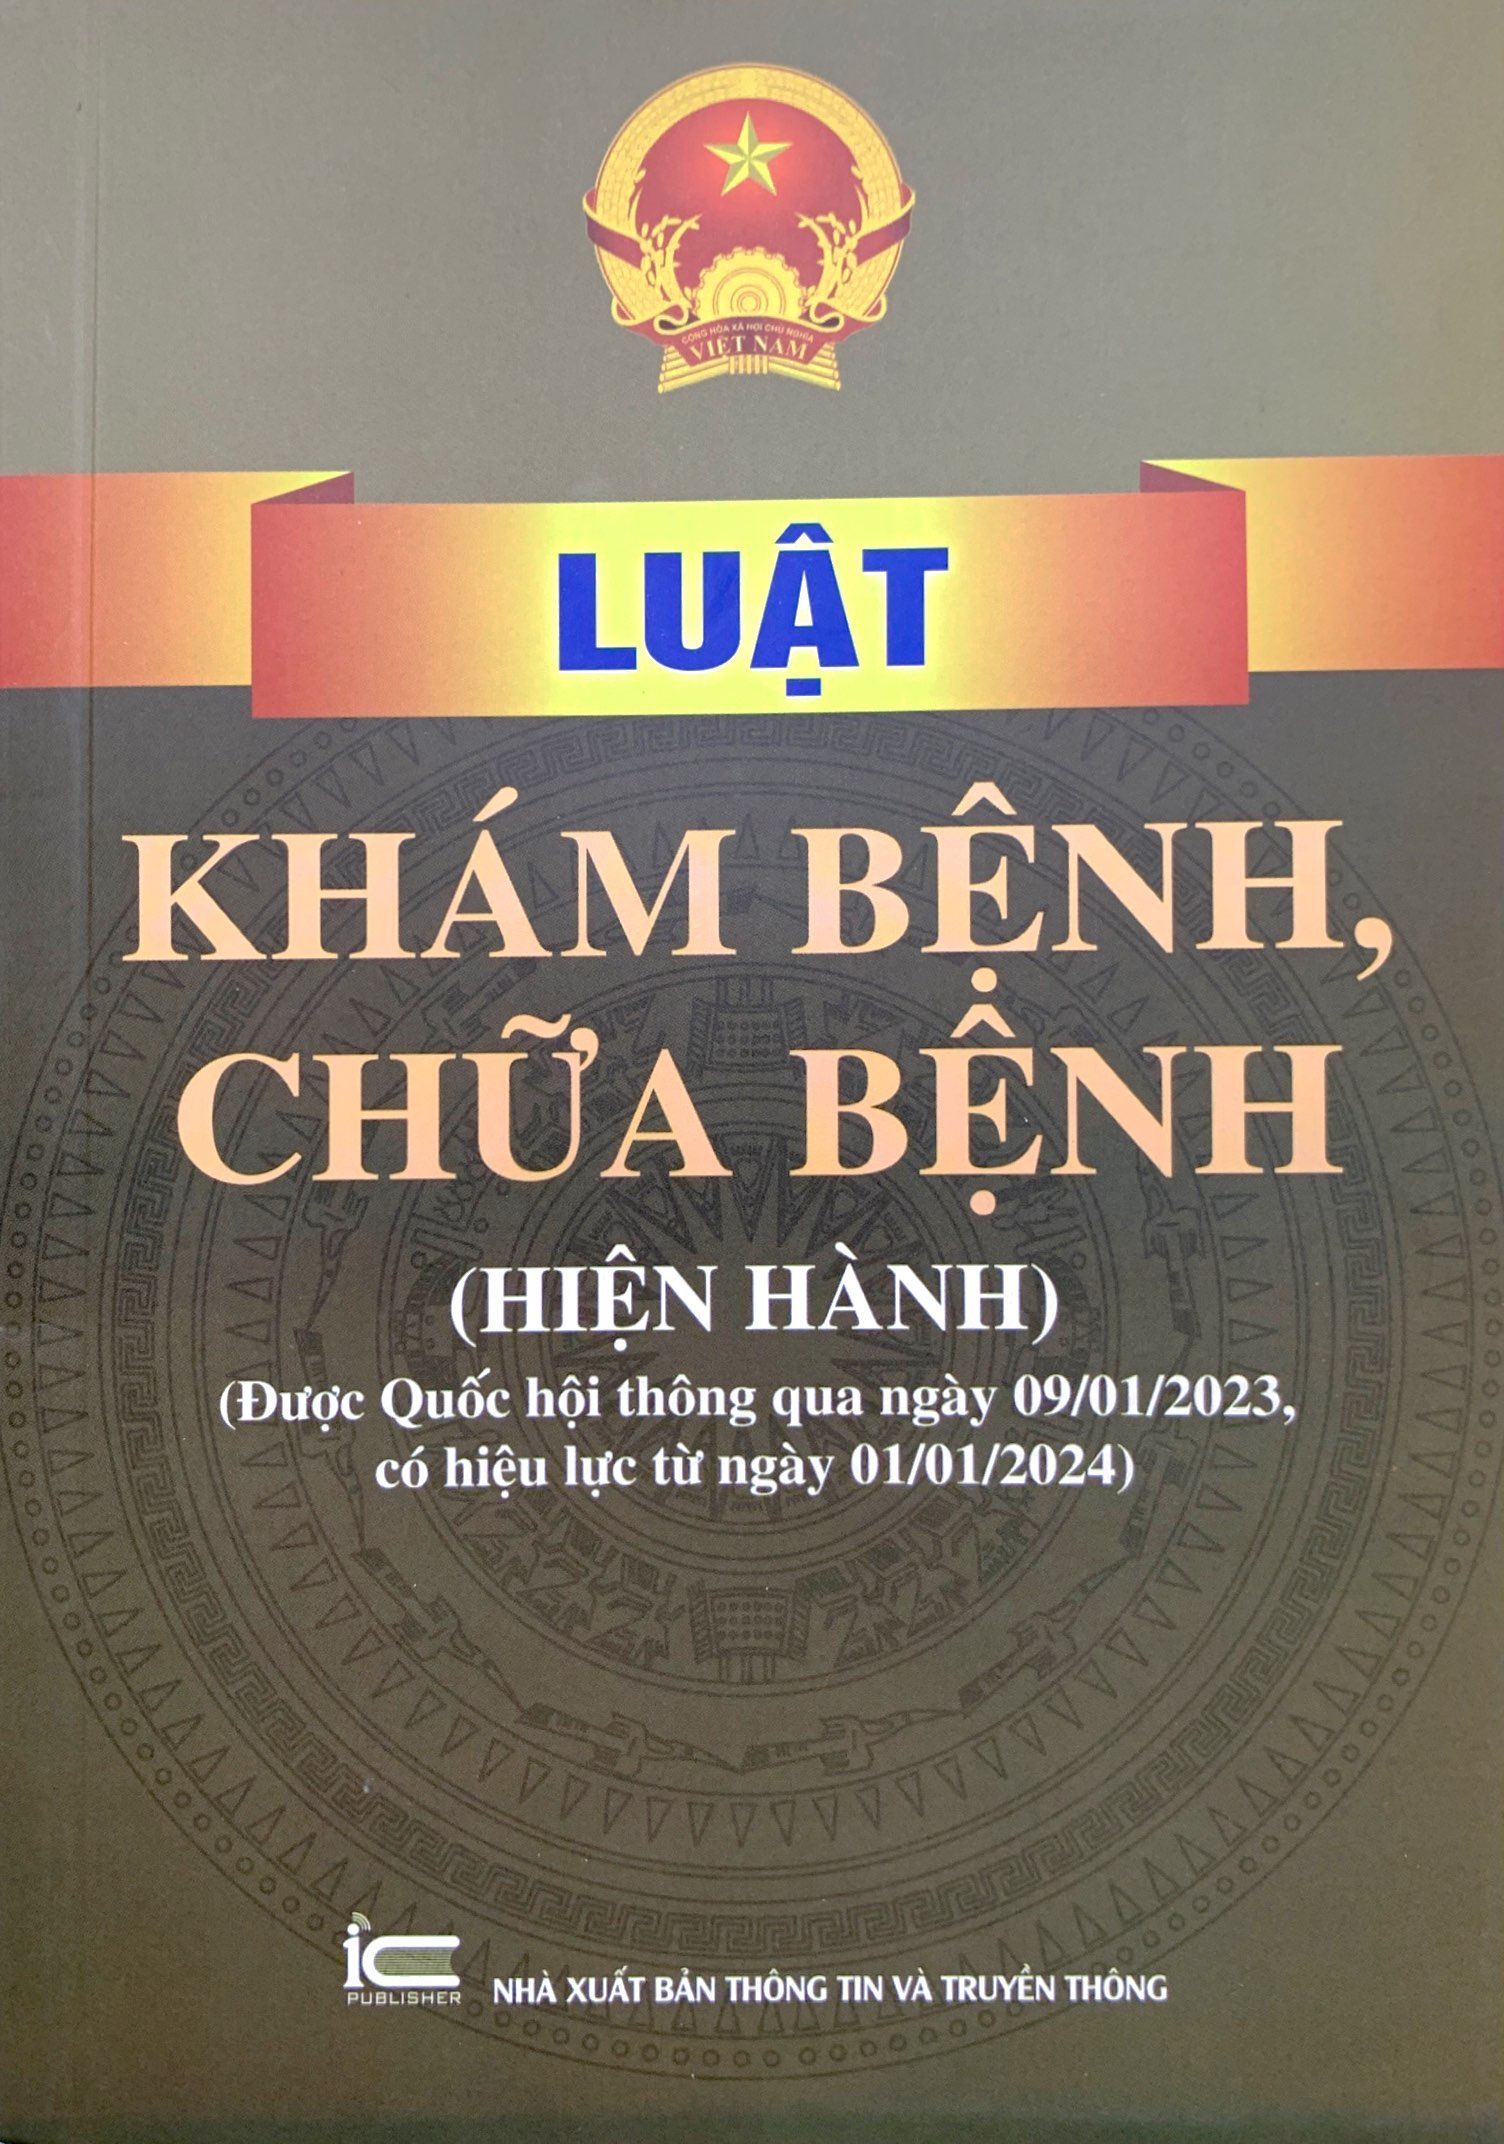 CỘNG HÒA XÃ HỘI CHỦ NGHĨA
VIỆT NAM
LUẬT
KHÁM BỆNH,
CHỮA BỆNH
(HIỆN HÀNH)
(Được Quốc hội thông qua ngày 09/01/2023,
có hiệu lực từ ngày 01/01/2024)
ic
PUBLISHER
NHÀ XUẤT BẢN THÔNG TIN VÀ TRUYỀN THÔNG